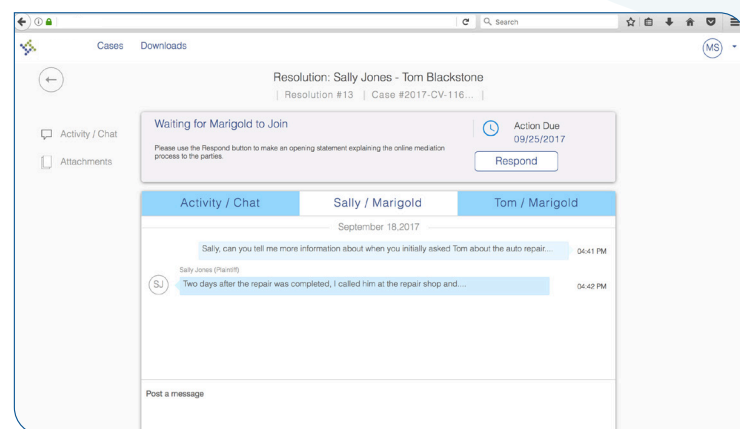 Search
Cases
Downloads
MS
Resolution: Sally Jones - Tom Blackstone
| Resolution #13 | Case #2017-CV-116... |
Activity / Chat
Attachments
Waiting for Marigold to Join
Please use the Respond button to make an opening statement explaining the online mediation
process to the parties.
Action Due
09/25/2017
Respond
Activity / Chat
Sally / Marigold
Tom / Marigold
September 18,2017
Sally, can you tell me more information about when you initially asked Tom about the auto repair....
04:41 PM
Sally Jones (Plaintiff)
SJ
Two days after the repair was completed, I called him at the repair shop and....
04:42 PM
Post a message